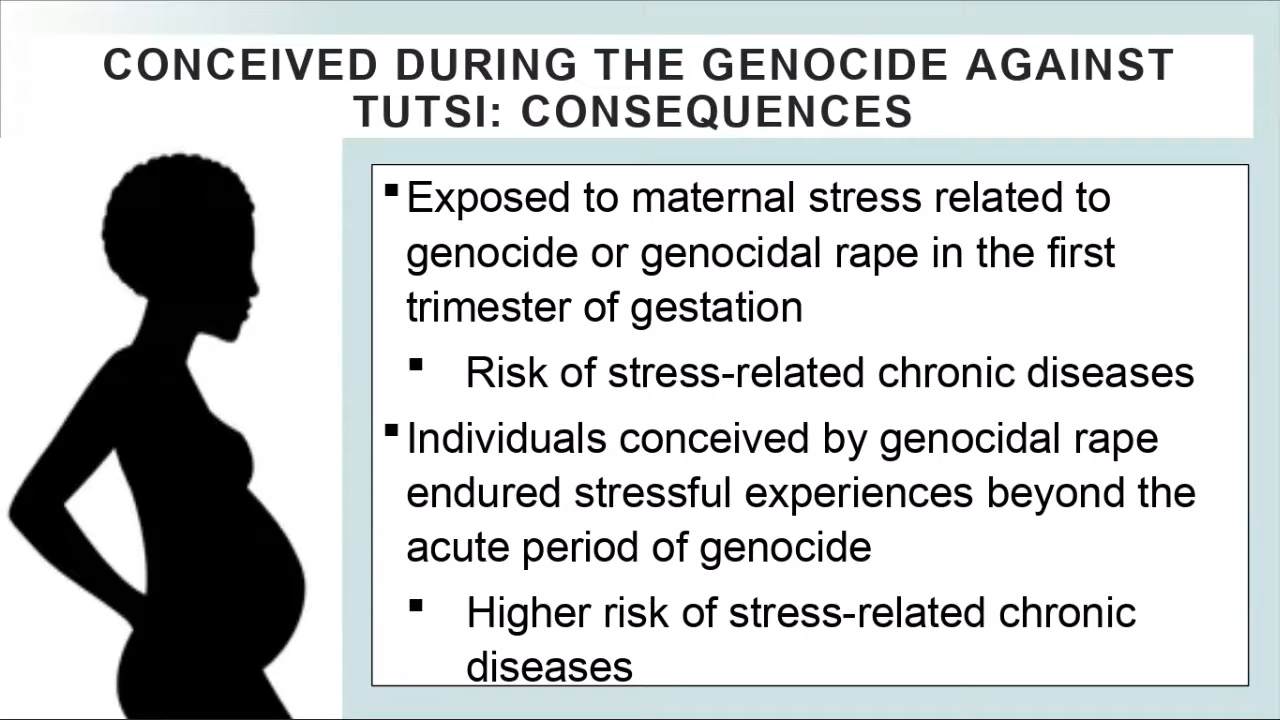 CONCEIVED DURING THE GENOCIDE AGAINST
TUTSI: CONSEQUENCES
▪ Exposed to maternal stress related to
genocide or genocidal rape in the first
trimester of gestation
▪ Risk of stress-related chronic diseases
▪ Individuals conceived by genocidal rape
endured stressful experiences beyond the
acute period of genocide
▪ Higher risk of stress-related chronic
diseases